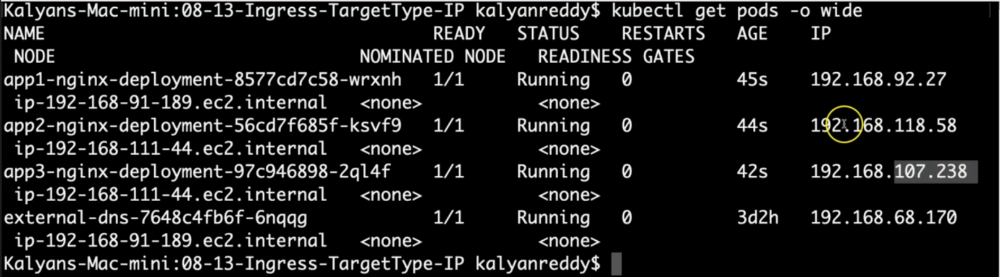 Kalyans-Mac-mini:08-13-Ingress-TargetType-IP kalyanreddy$ kubectl get pods -o wide
NAME READY STATUS RESTARTS AGE IP
NODE NOMINATED NODE READINESS GATES
app1-nginx-deployment-8577cd7c58-wrxnh 1/1 Running 0 45s 192.168.92.27
ip-192-168-91-189.ec2.internal <none> <none>
app2-nginx-deployment-56cd7f685f-ksvf9 1/1 Running 0 44s 192.168.118.58
ip-192-168-111-44.ec2.internal <none> <none>
app3-nginx-deployment-97c946898-2ql4f 1/1 Running 0 42s 192.168.107.238
ip-192-168-111-44.ec2.internal <none> <none>
external-dns-7648c4fb6f-6nqqg 1/1 Running 0 3d2h 192.168.68.170
ip-192-168-91-189.ec2.internal <none> <none>
Kalyans-Mac-mini:08-13-Ingress-TargetType-IP kalyanreddy$